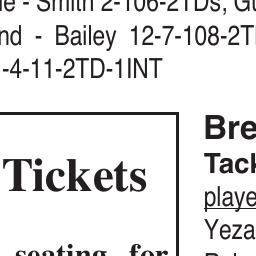 - Smith 2-106-2TDs,
- Bailey 12-7-108-2T
-4-11-2TD-1INT
Tickets
seating for
Bre
Tack
playe
Yeza